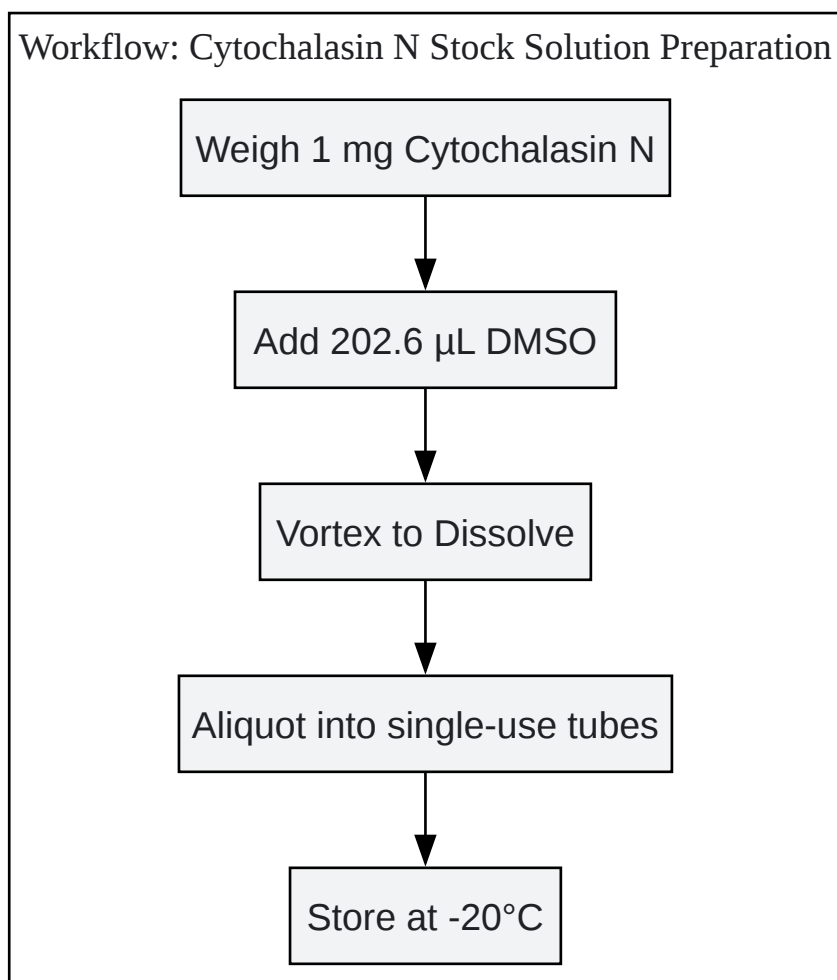 Workflow: Cytochalasin N Stock Solution Preparation
Weigh 1 mg Cytochalasin N
Add 202.6 µL DMSO
Vortex to Dissolve
Aliquot into single-use tubes
Store at -20°C